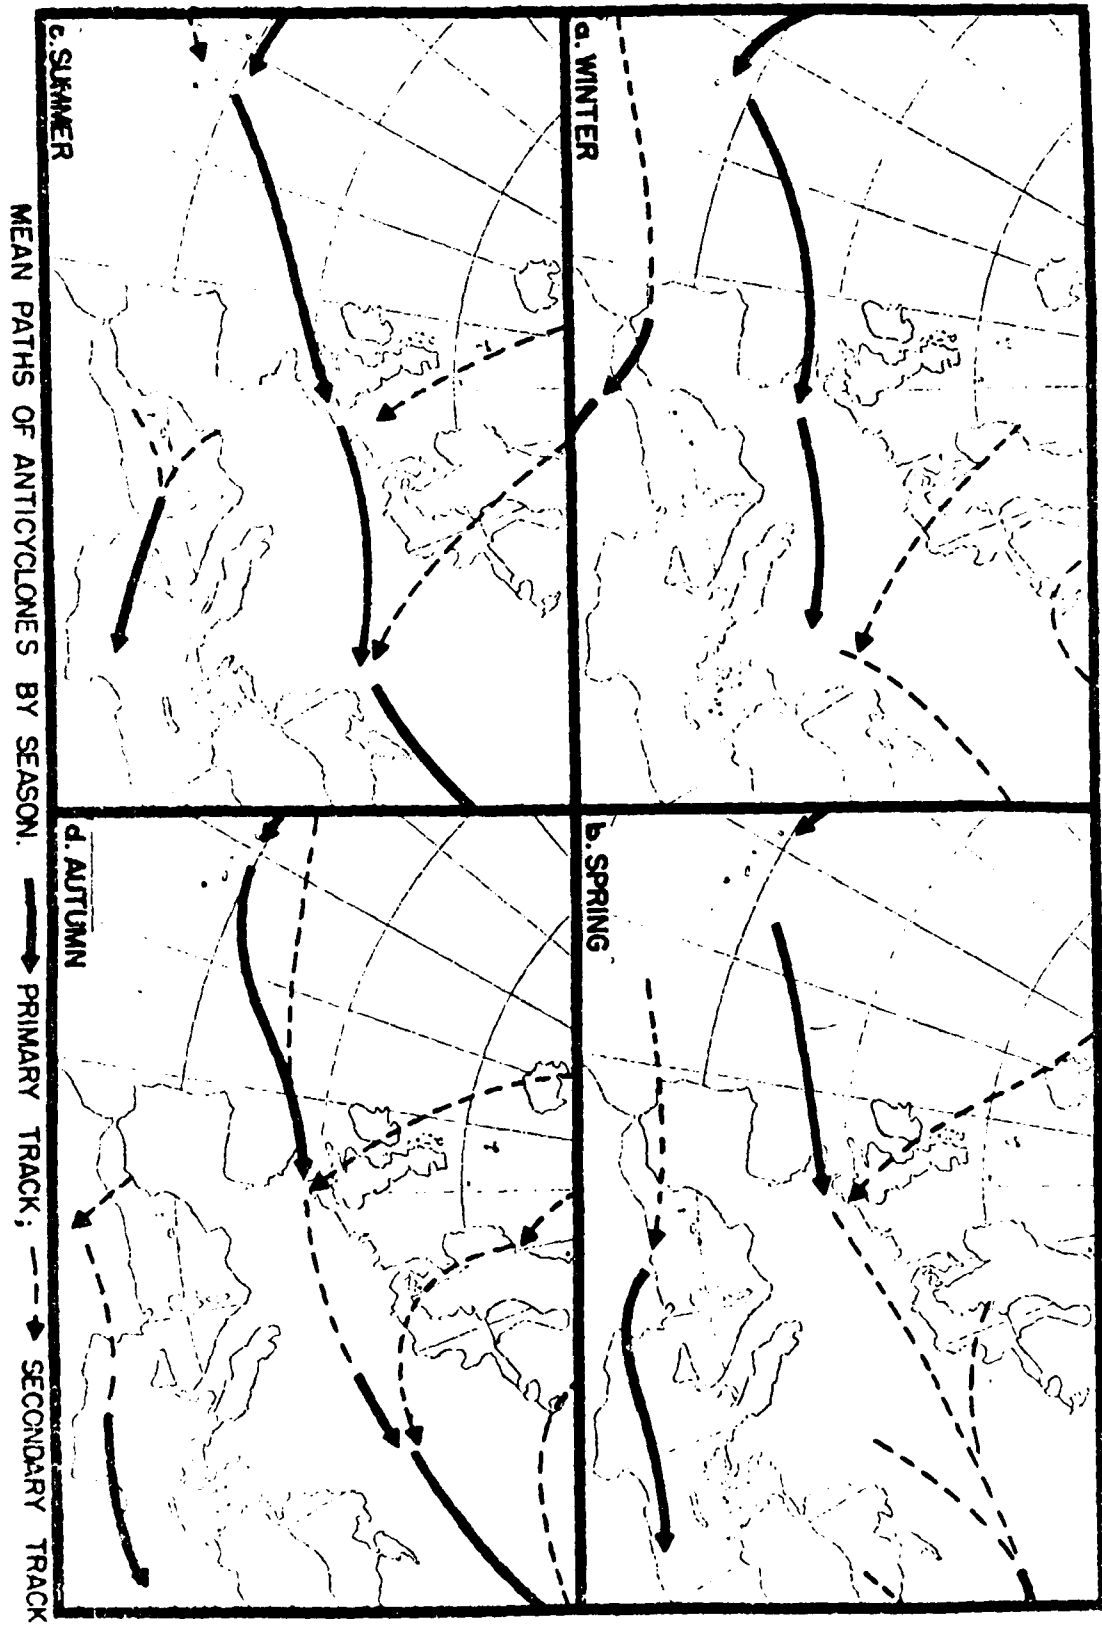 a. WINTER
b. SPRING
c. SUMMER
d. AUTUMN
MEAN PATHS OF ANTICYCLONES BY SEASON. PRIMARY TRACK; SECONDARY TRACK